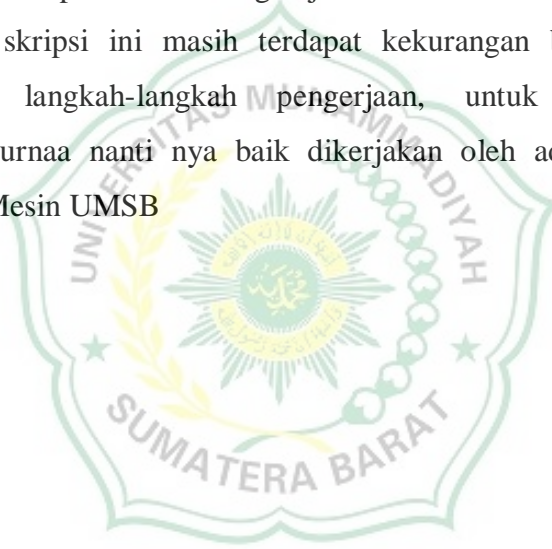 skripsi ini masih terdapat kekurangan
langkah-langkah pengerjaan, untuk
urnaa nanti nya baik dikerjakan oleh
Mesin UMSB
UNIVERSITAS MUHAMMADIYAH
SUMATERA BARAT